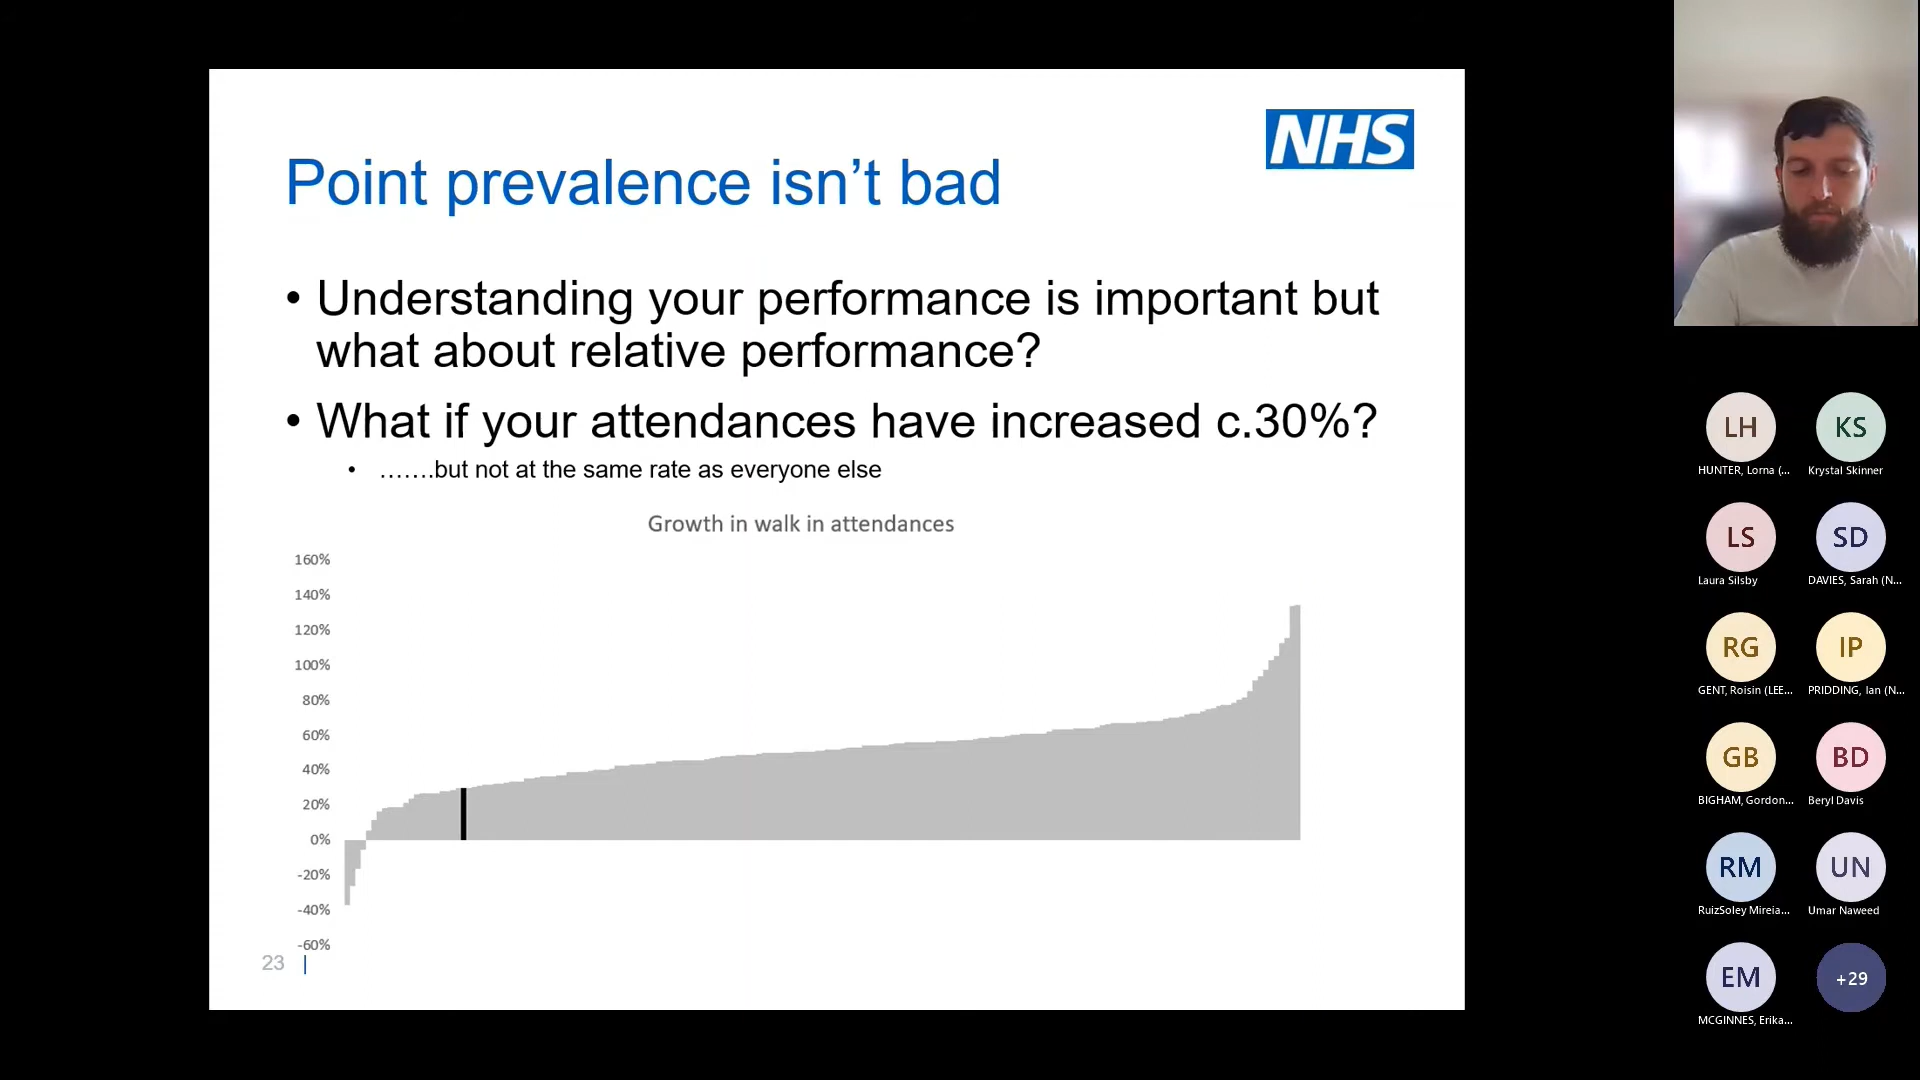 NHS
Point prevalence isn’t bad
• Understanding your performance is important but
what about relative performance?
• What if your attendances have increased c.30%?
• …….but not at the same rate as everyone else
Growth in walk in attendances
160%
140%
120%
100%
80%
60%
40%
20%
0%
-20%
-40%
-60%
23
LH
KS
HUNTER, Lorna (...
Krystal Skinner
LS
SD
Laura Silsby
DAVIES, Sarah (N...
RG
IP
GENT, Roisin (LEE...
PRIDDING, Ian (N...
GB
BD
BIGHAM, Gordon...
Beryl Davis
RM
UN
RuizSoley Mireia...
Umar Naweed
EM
+29
MCGINNES, Erika...